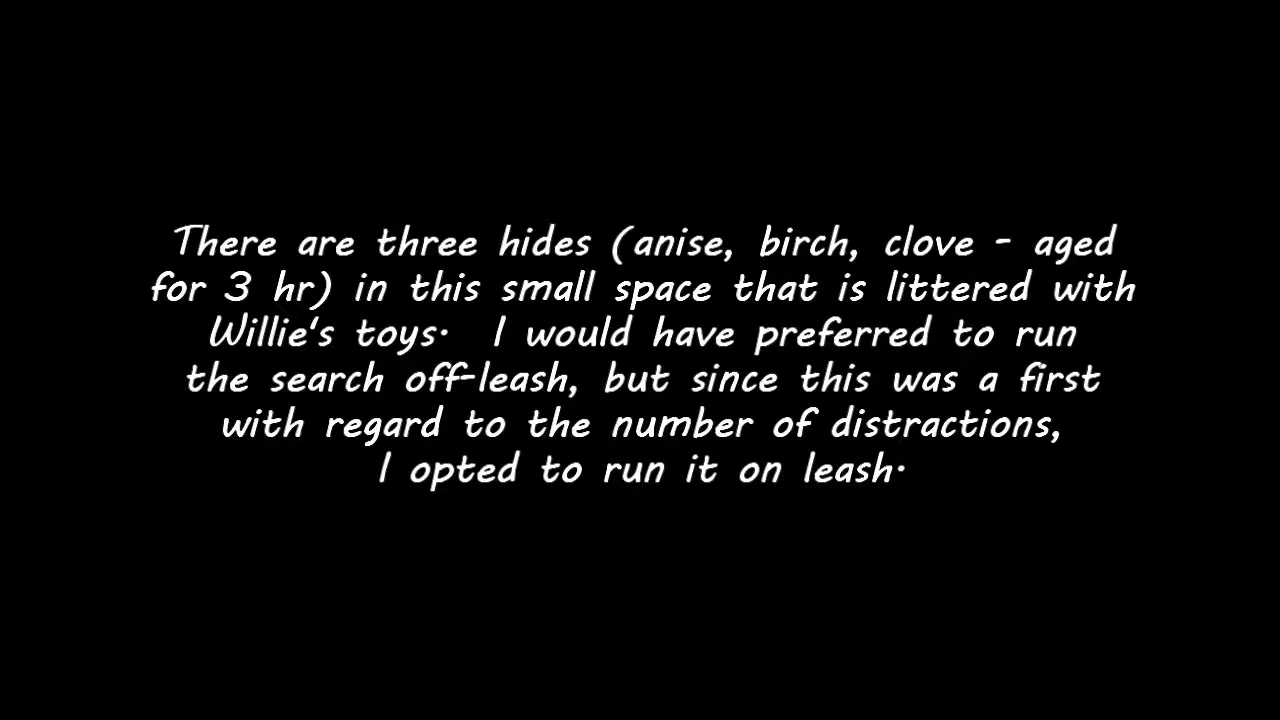 There are three hides (anise, birch, clove - aged
for 3 hr) in this small space that is littered with
Willie's toys.  I would have preferred to run
the search off-leash, but since this was a first
with regard to the number of distractions,
I opted to run it on leash.